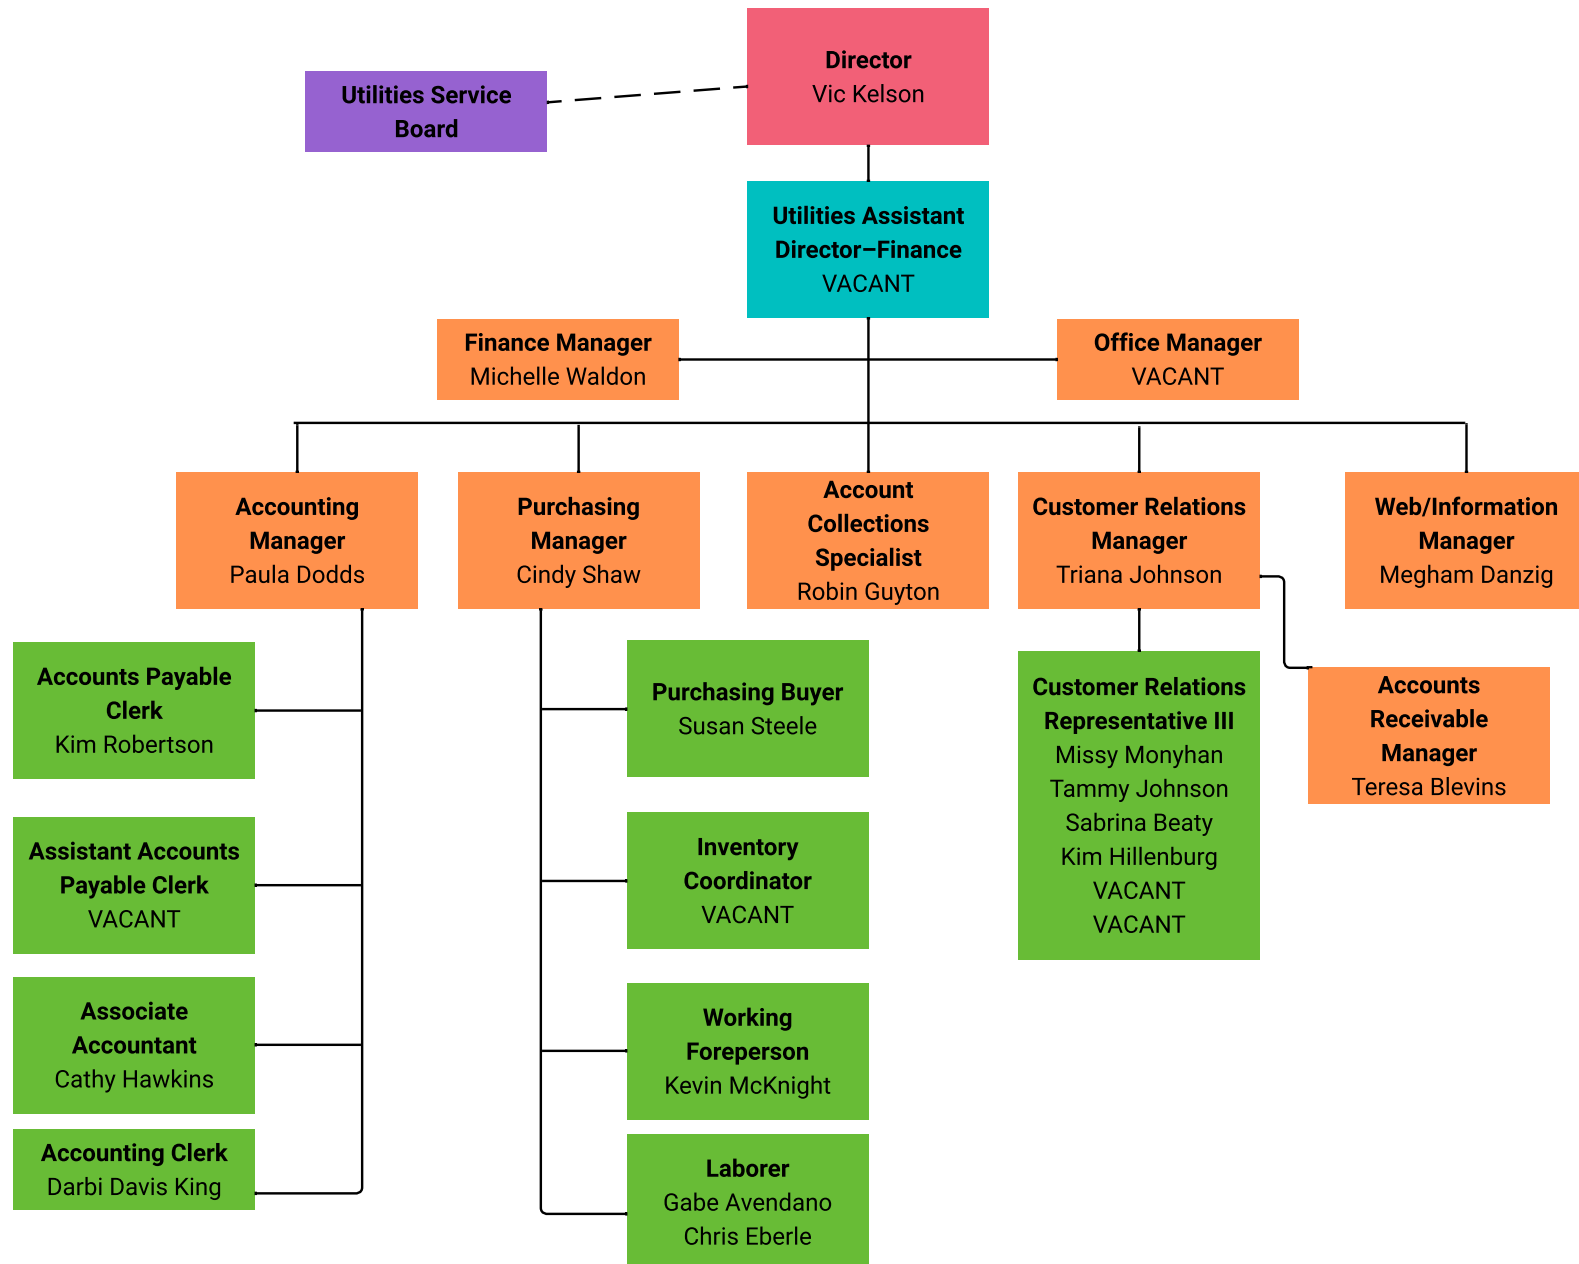 Director
Vic Kelson
Utilities Service
Board
Utilities Assistant
Director–Finance
VACANT
Finance Manager
Michelle Waldon
Office Manager
VACANT
Accounting
Manager
Paula Dodds
Purchasing
Manager
Cindy Shaw
Account
Collections
Specialist
Robin Guyton
Customer Relations
Manager
Triana Johnson
Web/Information
Manager
Megham Danzig
Accounts Payable
Clerk
Kim Robertson
Assistant Accounts
Payable Clerk
VACANT
Associate
Accountant
Cathy Hawkins
Accounting Clerk
Darbi Davis King
Purchasing Buyer
Susan Steele
Inventory
Coordinator
VACANT
Working
Foreperson
Kevin McKnight
Laborer
Gabe Avendano
Chris Eberle
Customer Relations
Representative III
Missy Monyhan
Tammy Johnson
Sabrina Beaty
Kim Hillenburg
VACANT
VACANT
Accounts
Receivable
Manager
Teresa Blevins